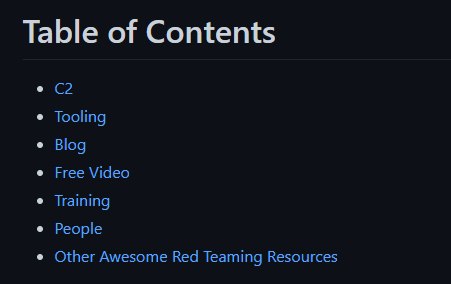 Table of Contents
C2
Tooling
Blog
Free Video
Training
People
Other Awesome Red Teaming Resources